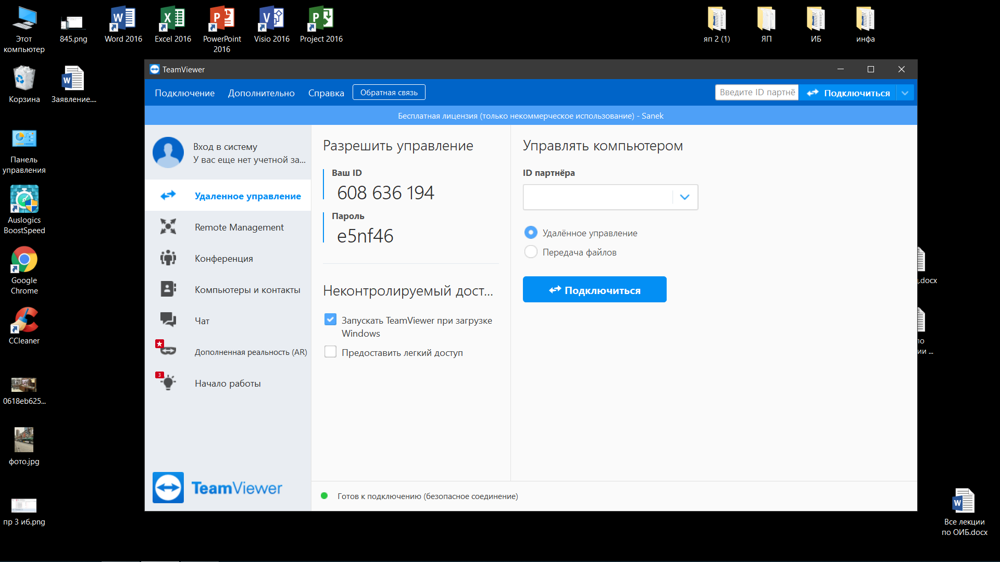 Этот
компьютер
845.png
Word 2016
Excel 2016
PowerPoint
2016
Visio 2016
Project 2016
яп 2 (1)
ЯП
ИБ
инфа
Корзина
Заявление....
Панель
управления
Auslogics
BoostSpeed
Google
Chrome
CCleaner
0618eb625...
фото.jpg
пр 3 иб.png
TeamViewer
Подключение
Дополнительно
Справка
Обратная связь
Введите ID партнё
Подключиться
Бесплатная лицензия (только некоммерческое использование) - Sanek
Вход в систему
У вас еще нет учетной за...
Удаленное управление
Remote Management
Конференция
Компьютеры и контакты
Чат
Дополненная реальность (AR)
3
Начало работы
TeamViewer
Разрешить управление
Ваш ID
608 636 194
Пароль
e5nf46
Неконтролируемый дост...
Запускать TeamViewer при загрузке
Windows
Предоставить легкий доступ
Управлять компьютером
ID партнёра
Удалённое управление
Передача файлов
Подключиться
Готов к подключению (безопасное соединение)
.docx
ии ...
Все лекции
по ОИБ.docx